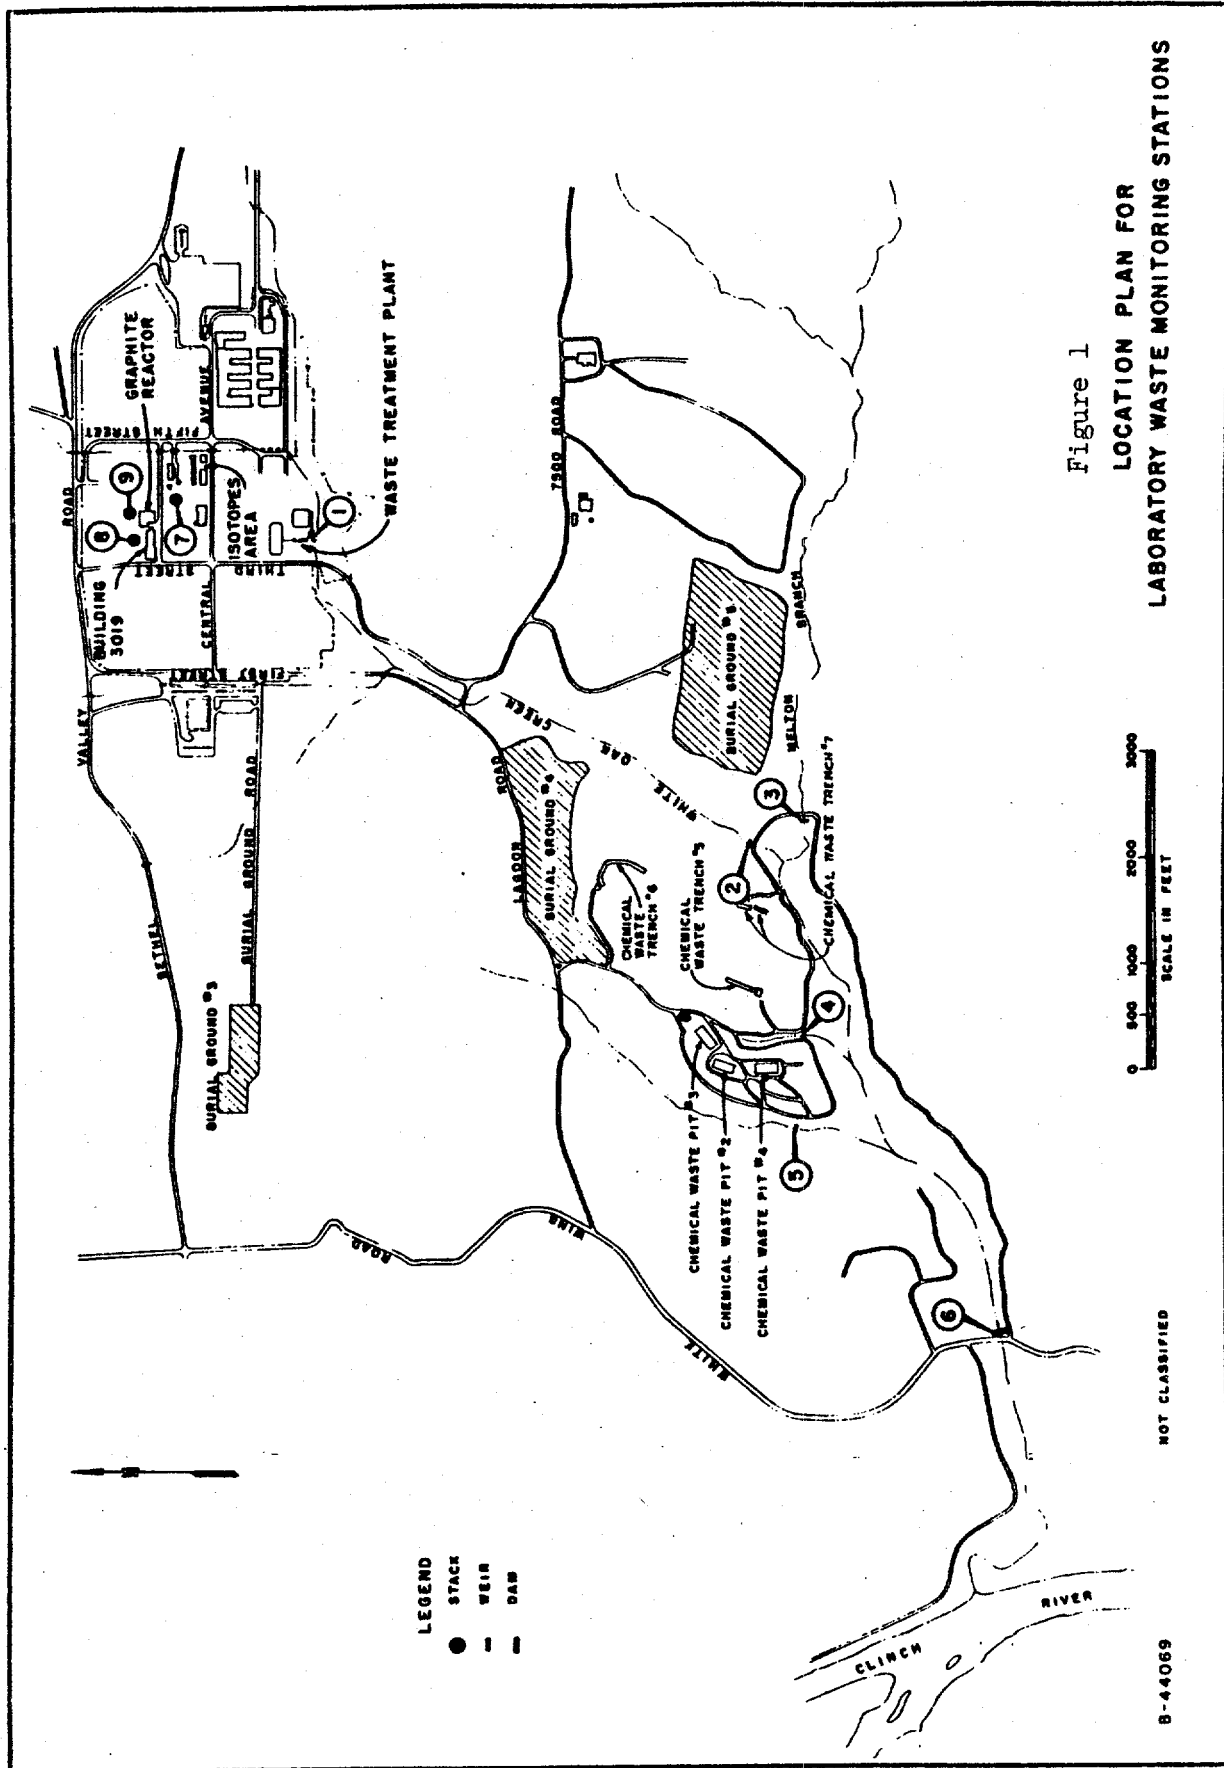 Figure 1
LOCATION PLAN FOR
LABORATORY WASTE MONITORING STATIONS
LEGEND
STACK
WEIR
DAM
N
BETHEL
VALLEY
ROAD
BUILDING
3019
GRAPHITE
REACTOR
8
9
7
1
FIRST STREET
THIRD
STREET
FIFTH STREET
CENTRAL
AVENUE
ISOTOPES
AREA
WASTE TREATMENT PLANT
BURIAL GROUND #3
BURIAL GROUND ROAD
LAGOON
ROAD
BURIAL GROUND #4
7900 ROAD
WHITE OAK CREEK
BURIAL GROUND #5
MELTON
BRANCH
CHEMICAL
WASTE
TRENCH #6
CHEMICAL
WASTE TRENCH #5
CHEMICAL WASTE TRENCH #7
2
3
4
5
6
CHEMICAL WASTE PIT #3
CHEMICAL WASTE PIT #2
CHEMICAL WASTE PIT #4
WHITE
WING
ROAD
CLINCH
RIVER
0 500 1000 2000 3000
SCALE IN FEET
B-44069
NOT CLASSIFIED